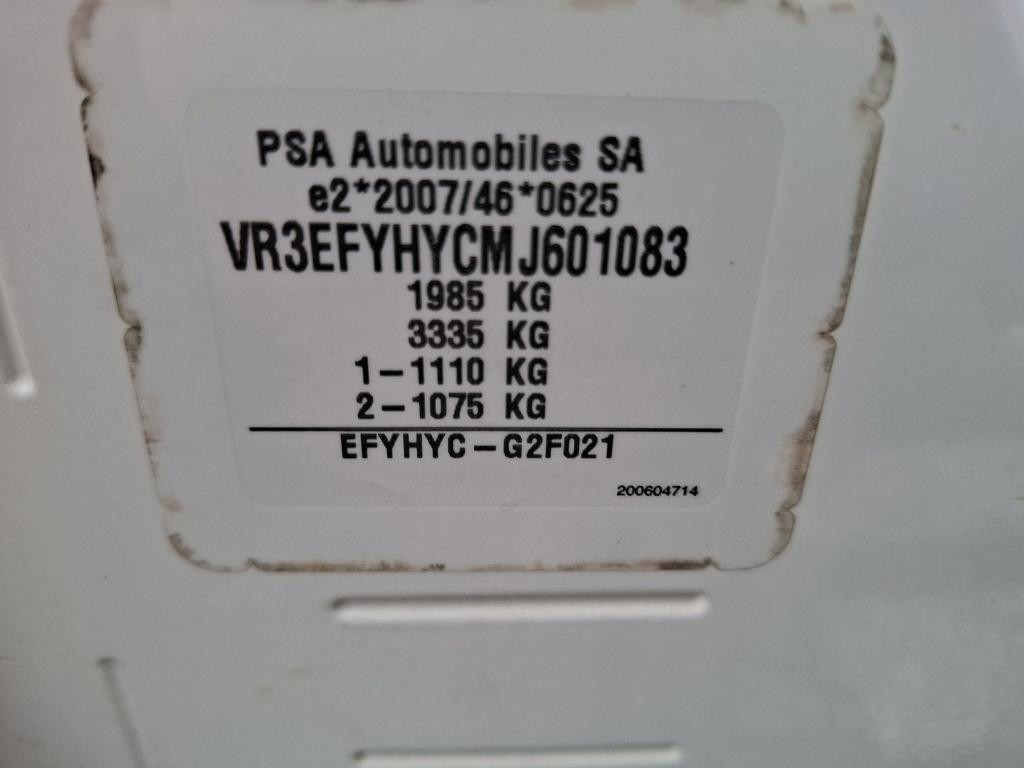 PSA Automobiles SA
e2*2007/46*0625
VR3EFYHYCMJ601083
1985 KG
3335 KG
1-1110 KG
2-1075 KG
EFYHYC-G2F021
200604714